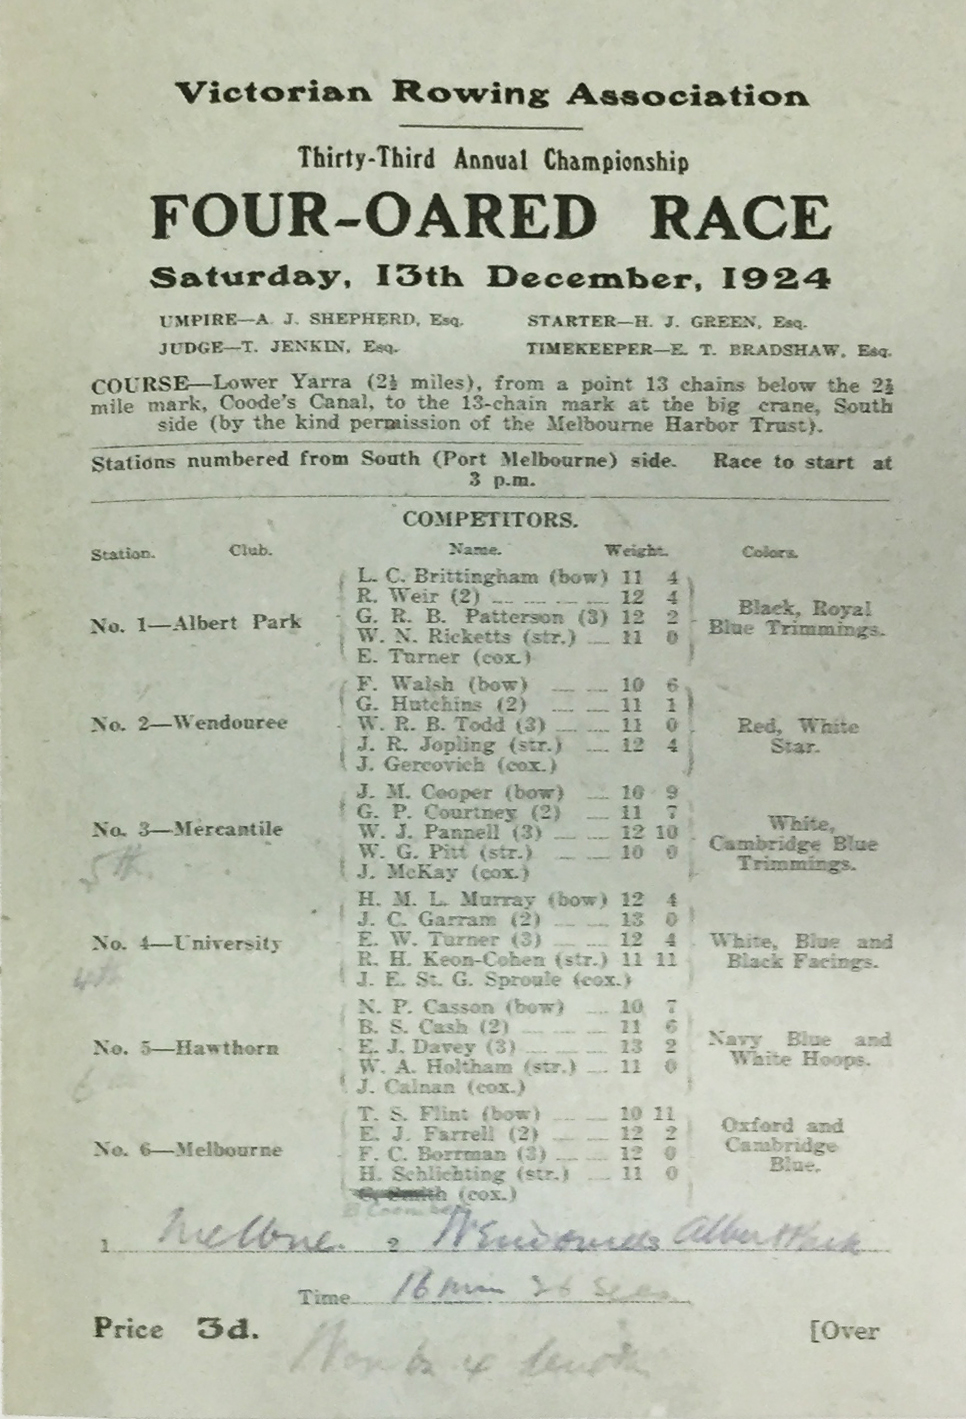 Victorian Rowing Association
Thirty-Third Annual Championship
FOUR-OARED RACE
Saturday, 13th December, 1924
UMPIRE—A. J. SHEPHERD, Esq. STARTER—H. J. GREEN, Esq.
JUDGE—T. JENKIN, Esq. TIMEKEEPER—E. T. BRADSHAW, Esq.
COURSE—Lower Yarra (2½ miles), from a point 13 chains below the 2½
mile mark, Coode's Canal, to the 13-chain mark at the big crane, South
side (by the kind permission of the Melbourne Harbor Trust).
Stations numbered from South (Port Melbourne) side. Race to start at
3 p.m.
COMPETITORS.
Station. Club. Name. Weight. Colors.
L. C. Brittingham (bow) 11 4
R. Weir (2) 12 4
No. 1—Albert Park G. R. B. Patterson (3) 12 2 Black, Royal
W. N. Ricketts (str.) 11 0 Blue Trimmings.
E. Turner (cox.)
F. Walsh (bow) 10 6
G. Hutchins (2) 11 1
No. 2—Wendouree W. R. B. Todd (3) 11 0 Red, White
J. R. Jopling (str.) 12 4 Star.
J. Gercovich (cox.)
J. M. Cooper (bow) 10 9
G. P. Courtney (2) 11 7 White,
No. 3—Mercantile W. J. Pannell (3) 12 10 Cambridge Blue
5th. W. G. Pitt (str.) 10 0 Trimmings.
J. McKay (cox.)
H. M. L. Murray (bow) 12 4
J. C. Garram (2) 13 0
No. 4—University E. W. Turner (3) 12 4 White, Blue and
4th R. H. Keon-Cohen (str.) 11 11 Black Facings.
J. E. St. G. Sproule (cox.)
N. P. Casson (bow) 10 7
B. S. Cash (2) 11 6
No. 5—Hawthorn E. J. Davey (3) 13 2 Navy Blue and
6 W. A. Holtham (str.) 11 0 White Hoops.
J. Calnan (cox.)
T. S. Flint (bow) 10 11
E. J. Farrell (2) 12 2 Oxford and
No. 6—Melbourne F. C. Borrman (3) 12 0 Cambridge
H. Schlichting (str.) 11 0 Blue.
(cox.)
1 Melbne. 2 Wendouree Albert Park
Time 16 min 26 Secs
Price 3d. [Over
Won by 4 length